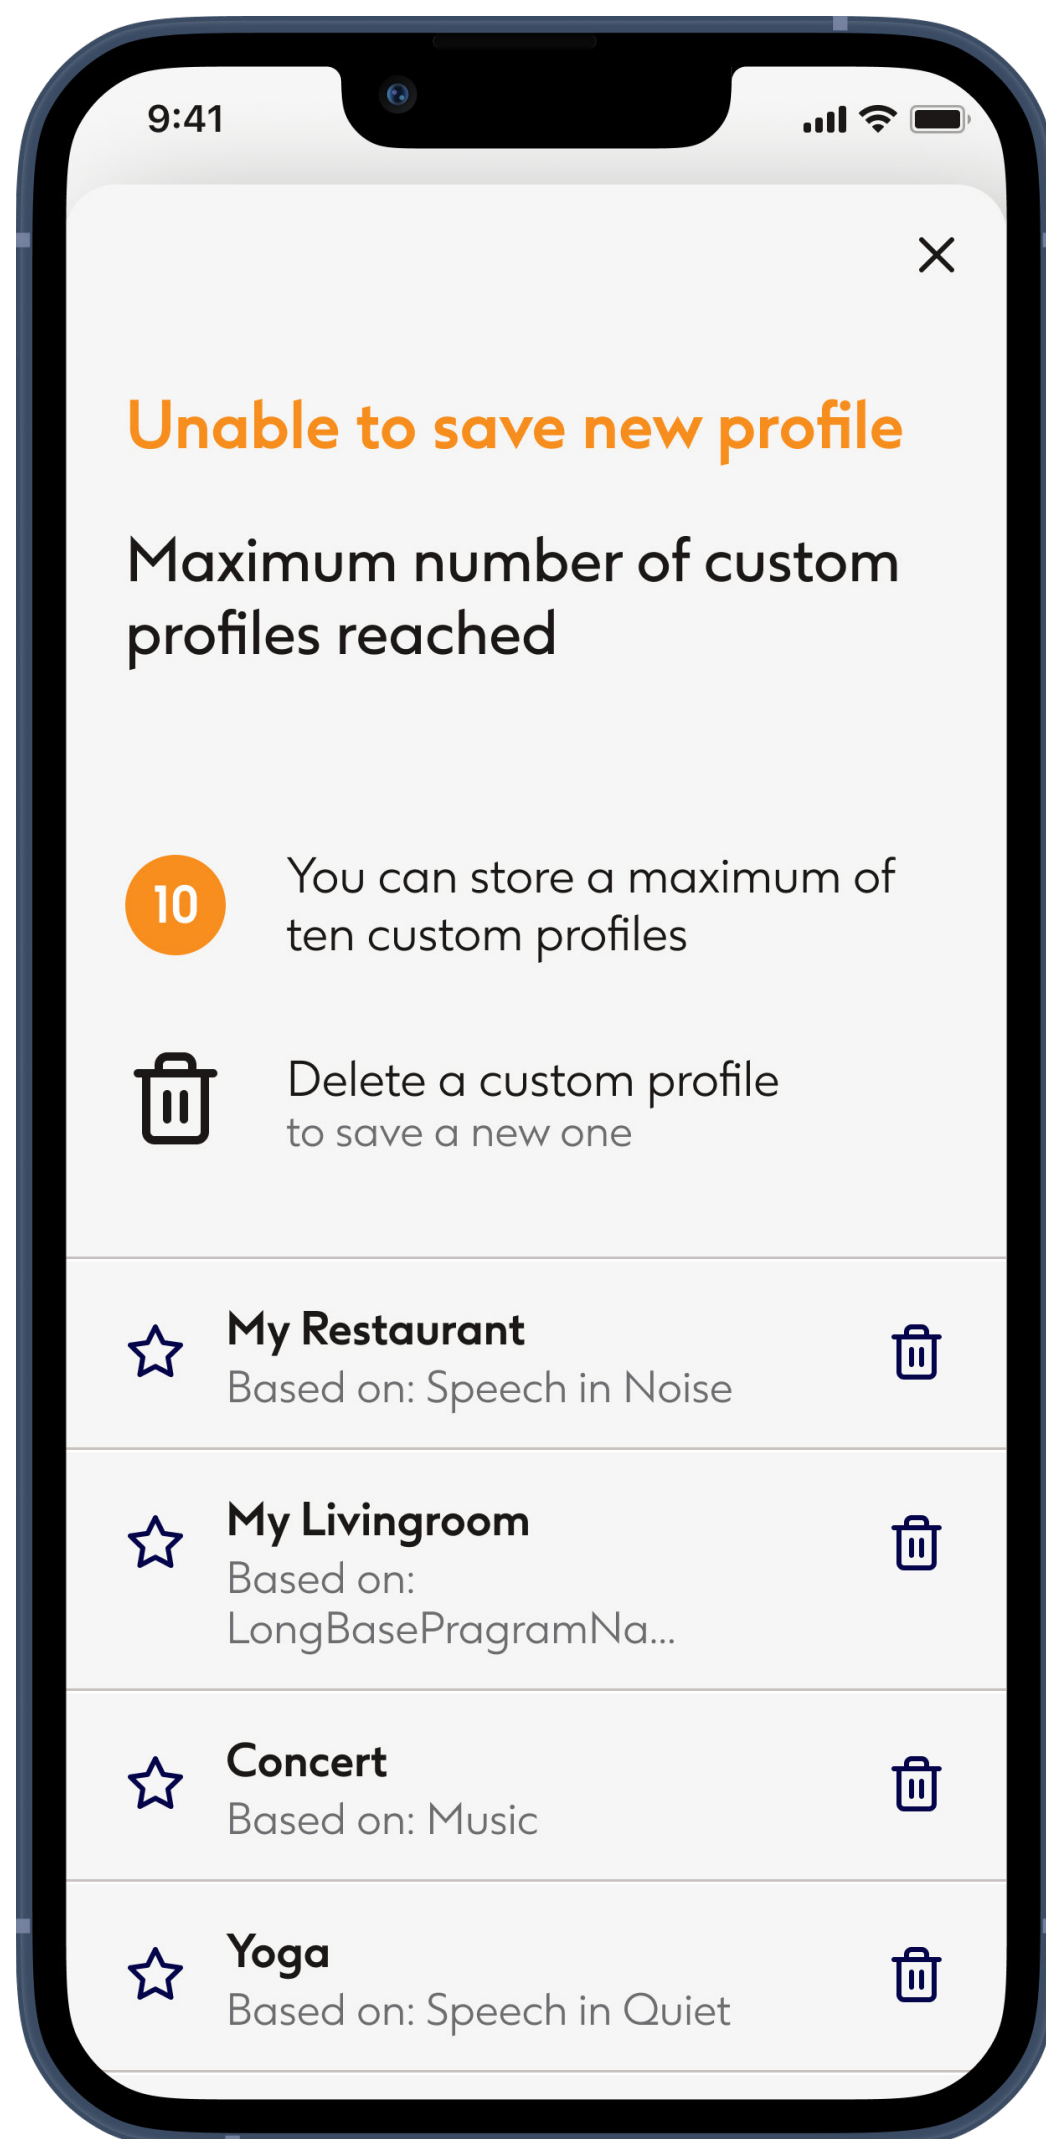 9:41
Unable to save new profile
Maximum number of custom
profiles reached
10
You can store a maximum of
ten custom profiles
Delete a custom profile
to save a new one
My Restaurant
Based on: Speech in Noise
My Livingroom
Based on:
LongBasePragramNa...
Concert
Based on: Music
Yoga
Based on: Speech in Quiet